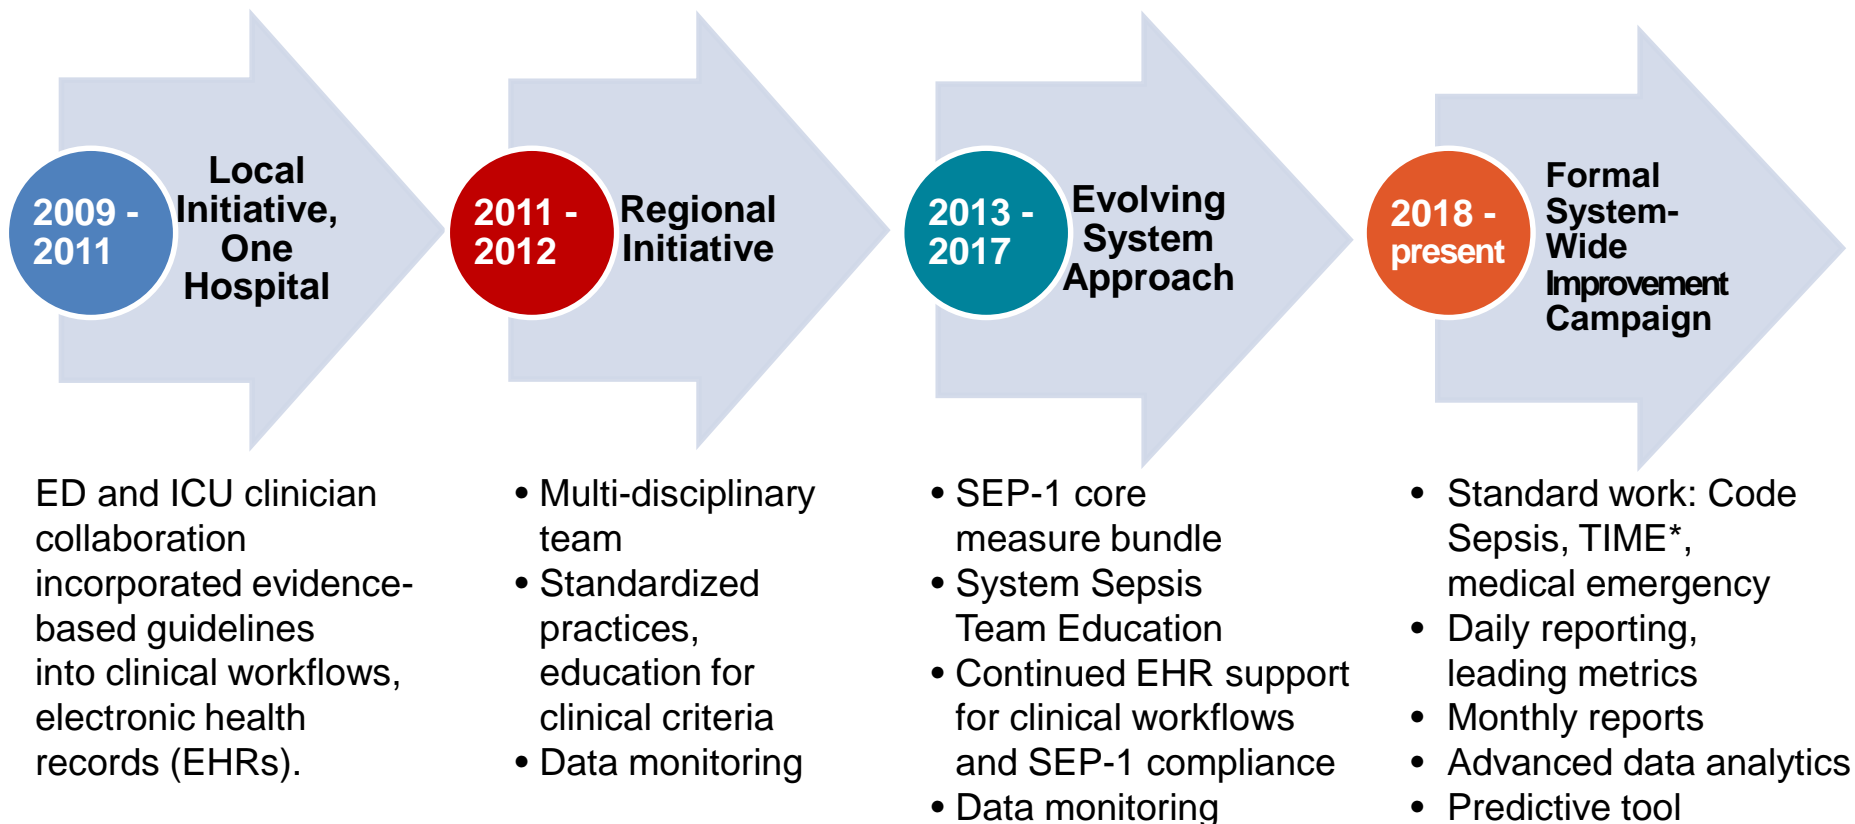 2009 -
2011
Local
Initiative,
One
Hospital
ED and ICU clinician
collaboration
incorporated evidence-
based guidelines
into clinical workflows,
electronic health
records (EHRs).
2011 -
2012
Regional
Initiative
• Multi-disciplinary
team
• Standardized
practices,
education for
clinical criteria
• Data monitoring
2013 -
2017
Evolving
System
Approach
• SEP-1 core
measure bundle
• System Sepsis
Team Education
• Continued EHR support
for clinical workflows
and SEP-1 compliance
• Data monitoring
2018 -
present
Formal
System-
Wide
Improvement
Campaign
• Standard work: Code
Sepsis, TIME*,
medical emergency
• Daily reporting,
leading metrics
• Monthly reports
• Advanced data analytics
• Predictive tool